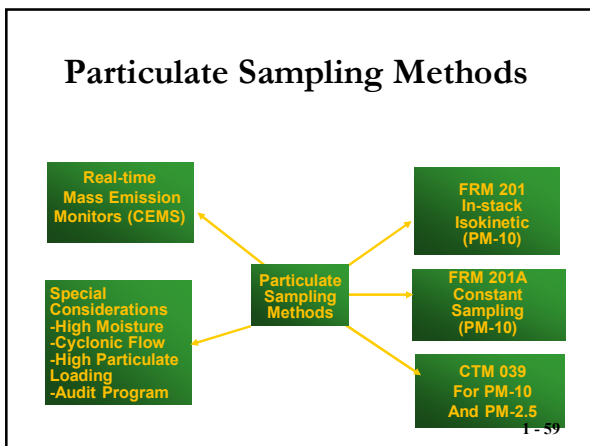 Particulate Sampling Methods
Real-time
Mass Emission
Monitors (CEMS)
FRM 201
In-stack
Isokinetic
(PM-10)
Particulate
Sampling
Methods
FRM 201A
Constant
Sampling
(PM-10)
Special
Considerations
-High Moisture
-Cyclonic Flow
-High Particulate
Loading
-Audit Program
CTM 039
For PM-10
And PM-2.5
1 - 59